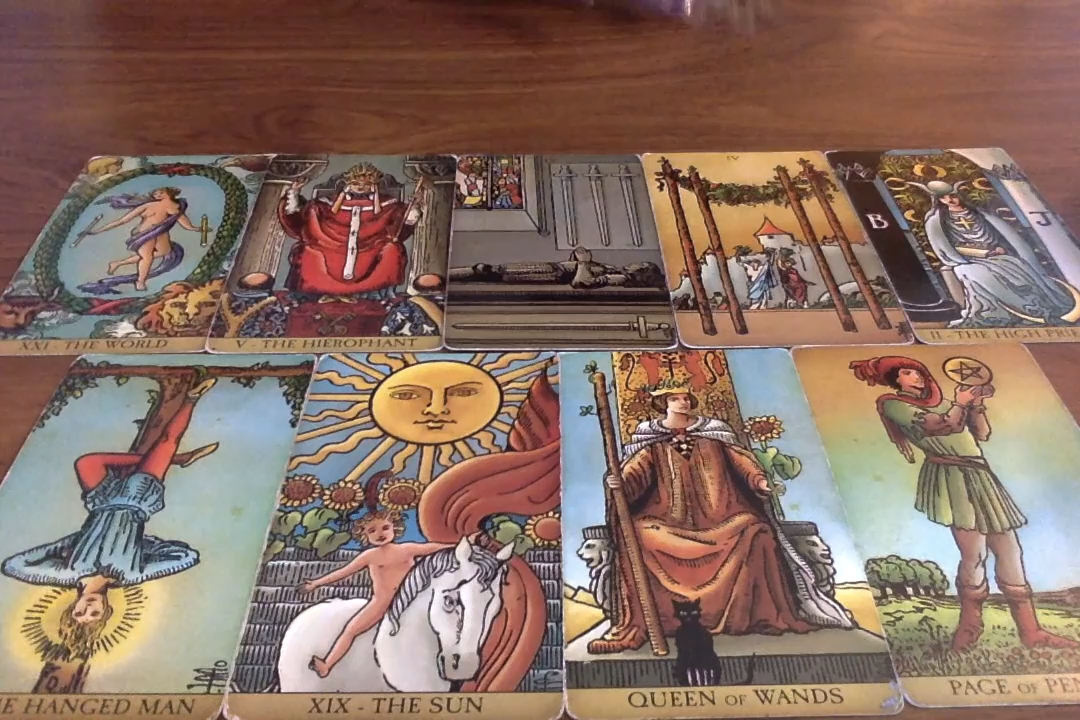 IV
B
J
XXI · THE WORLD
V · THE HIEROPHANT
II · THE HIGH PR
E HANGED MAN
XIX · THE SUN
QUEEN OF WANDS
PAGE OF PEN